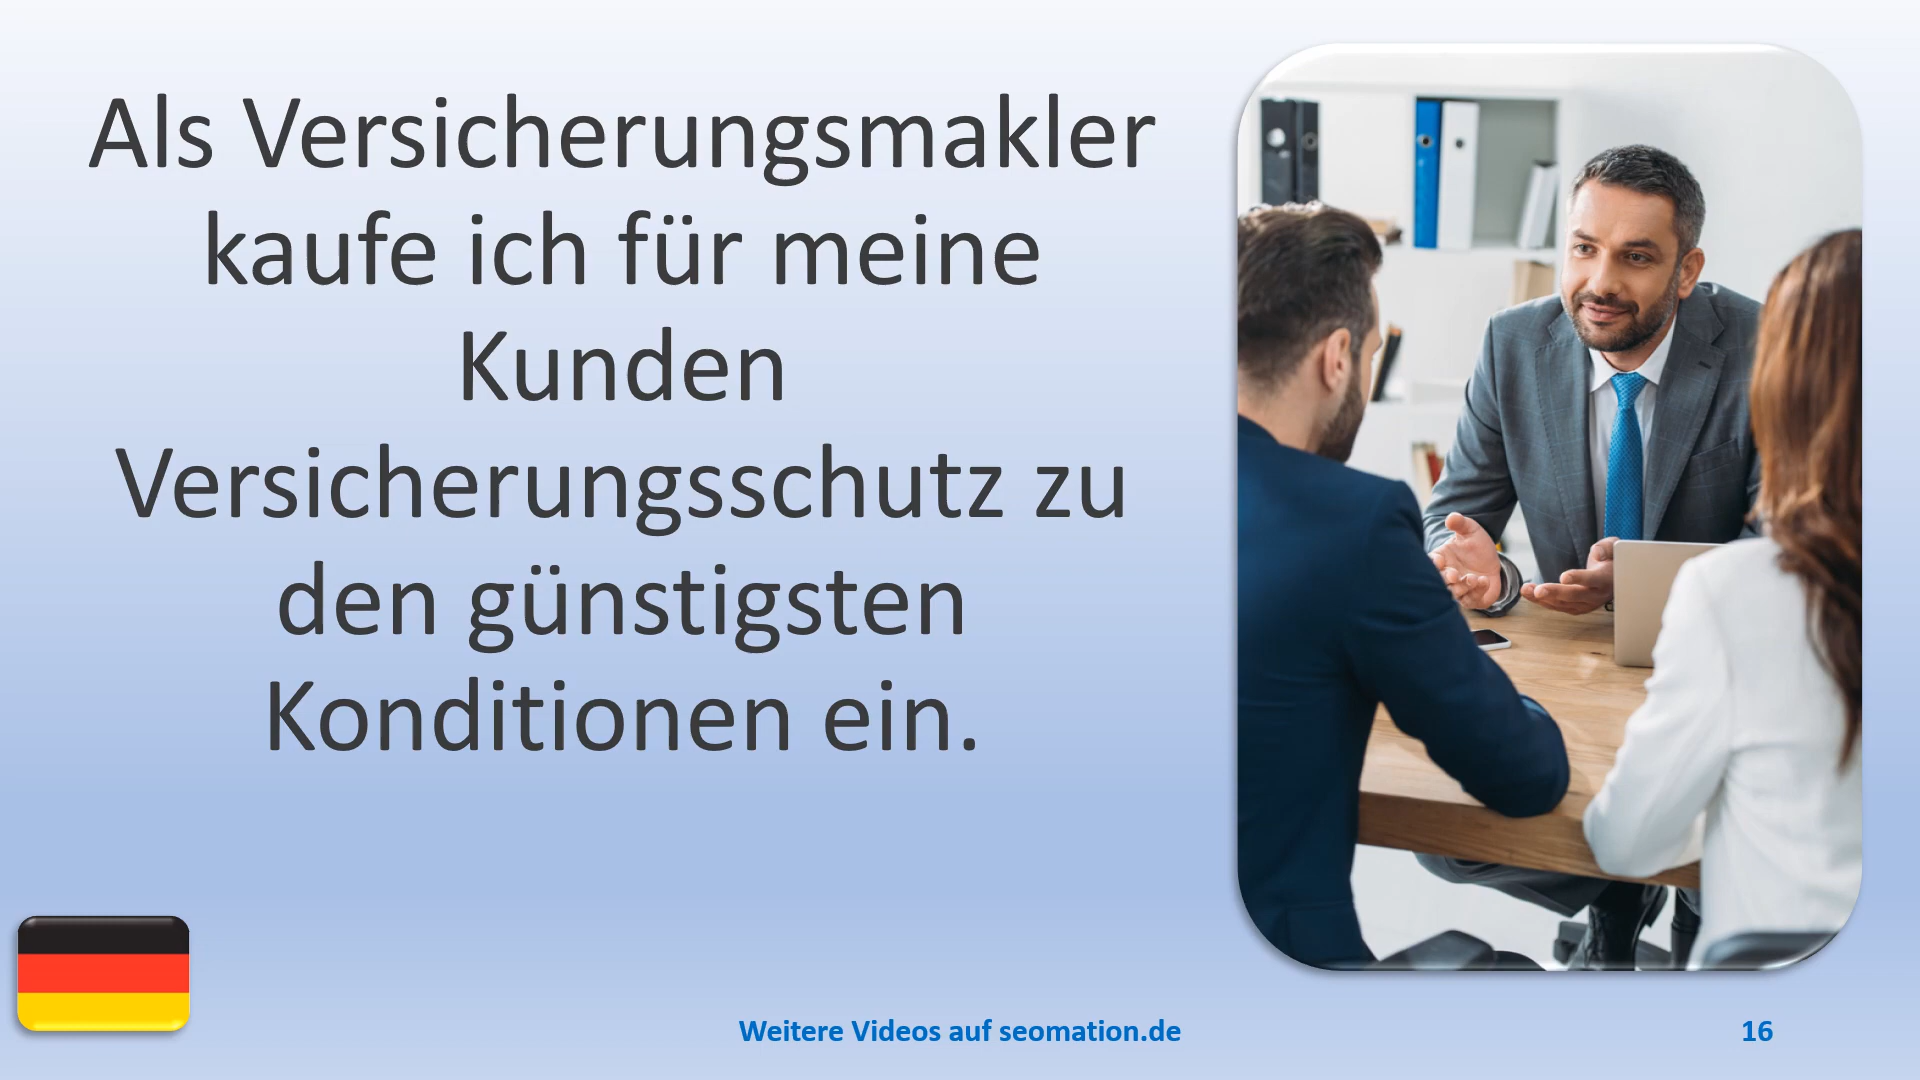 Als Versicherungsmakler
kaufe ich für meine
Kunden
Versicherungsschutz zu
den günstigsten
Konditionen ein.
Weitere Videos auf seomation.de
16